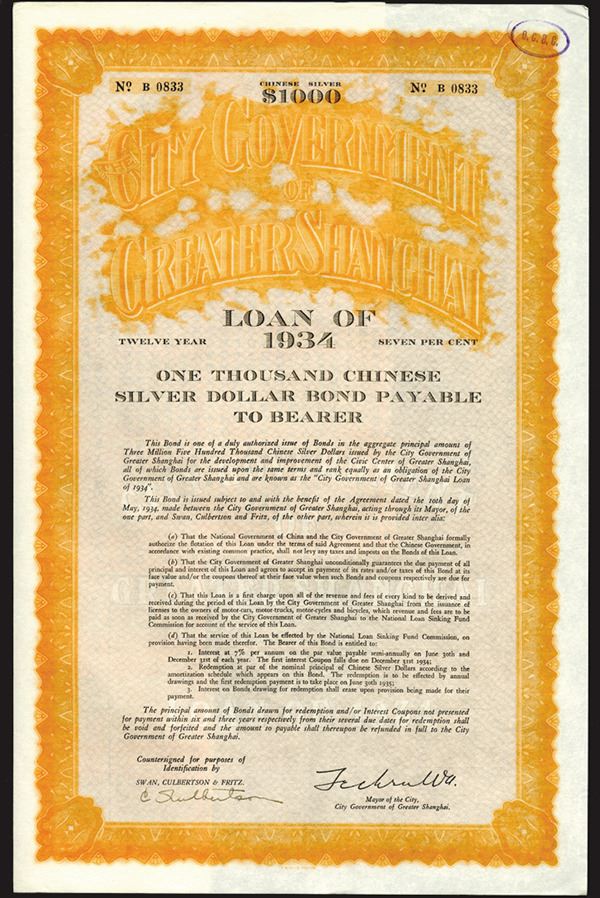 B. C. B. C.
Nº B 0833
CHINESE SILVER
$1000
Nº B 0833
THE
CITY GOVERNMENT
OF
GREATER SHANGHAI
LOAN OF
1934
TWELVE YEAR
SEVEN PER CENT
ONE THOUSAND CHINESE
SILVER DOLLAR BOND PAYABLE
TO BEARER
This Bond is one of a duly authorized issue of Bonds in the aggregate principal amount of
Three Million Five Hundred Thousand Chinese Silver Dollars issued by the City Government of
Greater Shanghai for the development and improvement of the Civic Center of Greater Shanghai,
all of which Bonds are issued upon the same terms and rank equally as an obligation of the City
Government of Greater Shanghai and are known as the "City Government of Greater Shanghai Loan
of 1934".
This Bond is issued subject to and with the benefit of the Agreement dated the 10th day of
May, 1934, made between the City Government of Greater Shanghai, acting through its Mayor, of the
one part, and Swan, Culbertson and Fritz, of the other part, wherein it is provided inter alia:
(a) That the National Government of China and the City Government of Greater Shanghai formally
authorize the flotation of this Loan under the terms of said Agreement and that the Chinese Government, in
accordance with existing common practice, shall not levy any taxes and imposts on the Bonds of this Loan.
(b) That the City Government of Greater Shanghai unconditionally guarantees the due payment of all
principal and interest of this Loan and agrees to accept in payment of its rates and/or taxes of this Bond at its
face value and/or the coupons thereof at their face value when such Bonds and coupons respectively are due for
payment.
(c) That this Loan is a first charge upon all of the revenue and fees of every kind to be derived and
received during the period of this Loan by the City Government of Greater Shanghai from the issuance of
licenses to the owners of motor-cars, motor-trucks, motor-cycles and bicycles, which revenue and fees are to be
paid as soon as received by the City Government of Greater Shanghai to the National Loan Sinking Fund
Commission for account of the service of this Loan.
(d) That the service of this Loan be effected by the National Loan Sinking Fund Commission, on
provision having been made therefor. The Bearer of this Bond is entitled to:
1. Interest at 7% per annum on the par value payable semi-annually on June 30th and
December 31st of each year. The first interest Coupon falls due on December 31st 1934;
2. Redemption at par of the nominal principal of Chinese Silver Dollars according to the
amortization schedule which appears on this Bond. The redemption is to be effected by annual
drawings and the first redemption payment is to take place on June 30th 1935;
3. Interest on Bonds drawing for redemption shall cease upon provision being made for their
payment.
The principal amount of Bonds drawn for redemption and/or Interest Coupons not presented
for payment within six and three years respectively from their several due dates for redemption shall
be void and forfeited and the amount to payable shall thereupon be refunded in full to the City
Government of Greater Shanghai.
Countersigned for purposes of
Identification by
SWAN, CULBERTSON & FRITZ.
Mayor of the City,
City Government of Greater Shanghai.